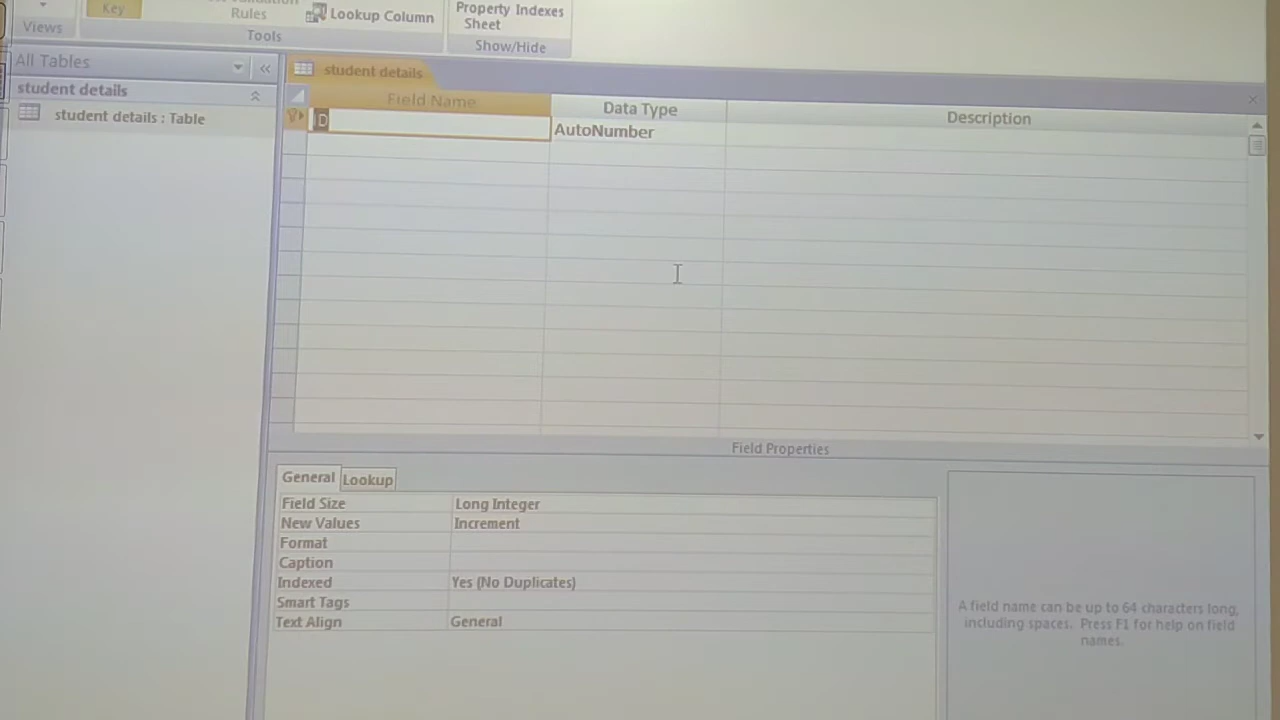 Key
Rules
Lookup Column
Property Indexes
Sheet
Views
Tools
Show/Hide
All Tables
student details
student details
student details : Table
Field Name
Data Type
Description
ID
AutoNumber
Field Properties
General
Lookup
Field Size
Long Integer
New Values
Increment
Format
Caption
Indexed
Yes (No Duplicates)
Smart Tags
Text Align
General
A field name can be up to 64 characters long,
including spaces. Press F1 for help on field
names.